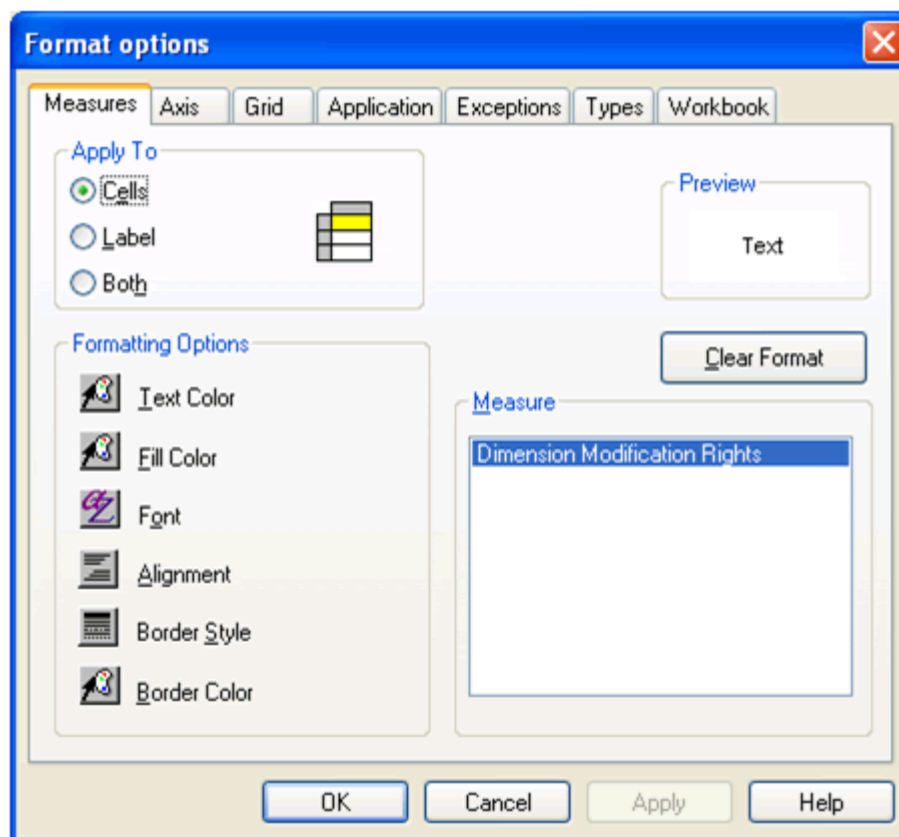 Format options
Measures Axis Grid Application Exceptions Types Workbook
Apply To
Cells
Label
Both
Preview
Text
Clear Format
Formatting Options
Text Color
Fill Color
Font
Alignment
Border Style
Border Color
Measure
Dimension Modification Rights
OK Cancel Apply Help